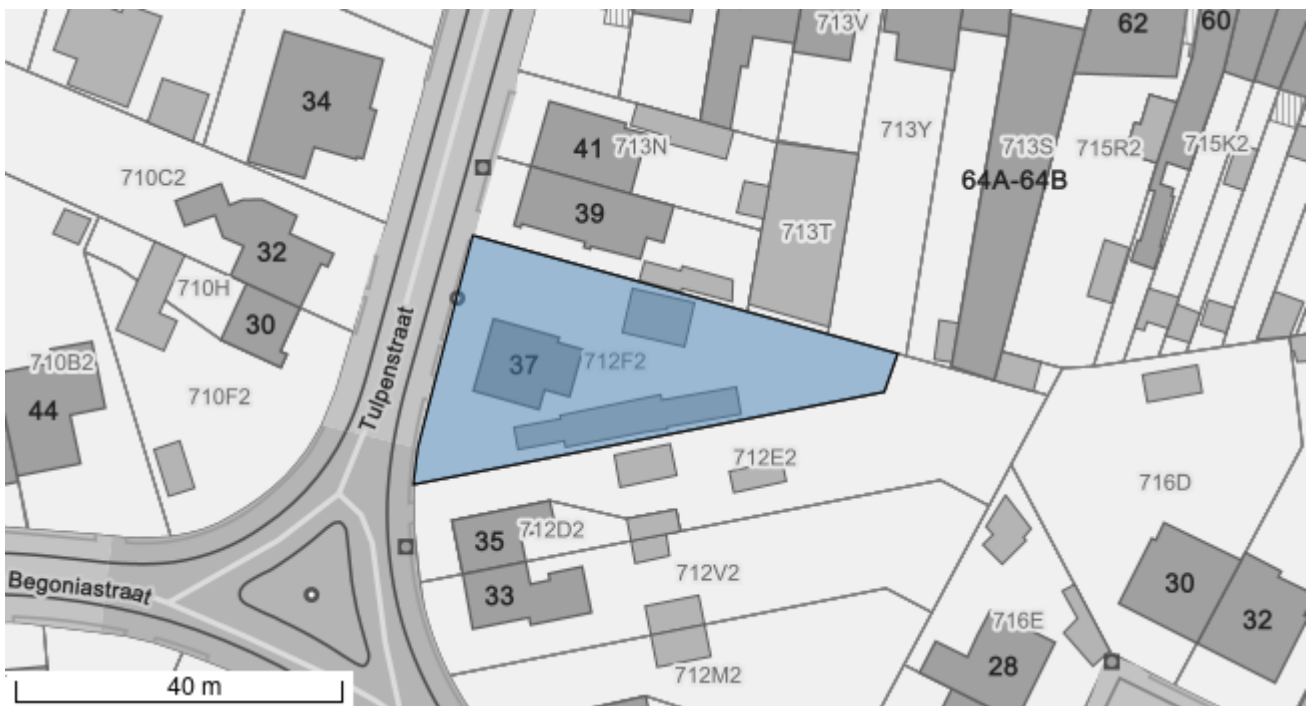 713V
62
60
34
41
713N
713Y
713S
715R2
715K2
64A-64B
710C2
39
713T
32
710H
30
Tulpenstraat
710B2
37
712F2
710F2
44
712E2
716D
35
712D2
Begoniastraat
33
712V2
30
716E
32
28
712M2
40 m